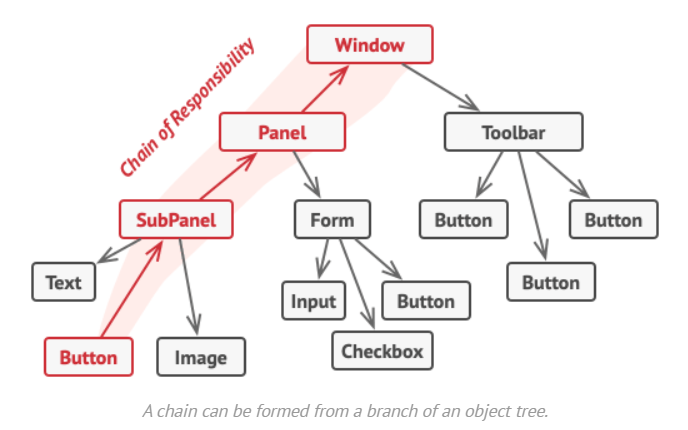 Window
Chain of Responsibility
Panel
Toolbar
SubPanel
Form
Button
Button
Text
Input
Button
Button
Button
Image
Checkbox
A chain can be formed from a branch of an object tree.